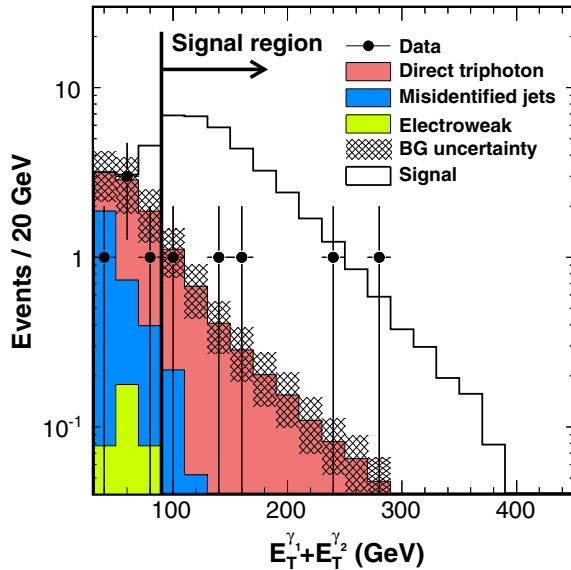 Signal region
Data
Direct triphoton
Misidentified jets
Electroweak
BG uncertainty
Signal
Events / 20 GeV
10
1
10⁻¹
100 200 300 400
E_T^γ₁+E_T^γ₂ (GeV)